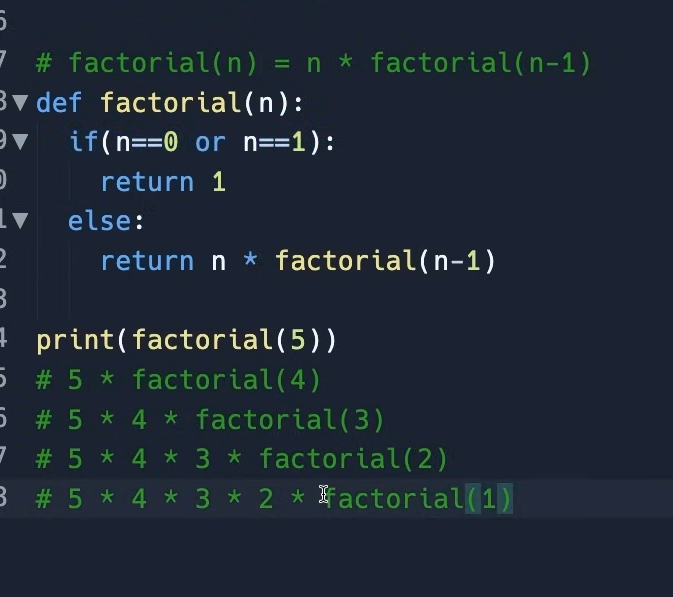 6
7 # factorial(n) = n * factorial(n-1)
8 def factorial(n):
9 if(n==0 or n==1):
0 return 1
1 else:
2 return n * factorial(n-1)
3
4 print(factorial(5))
5 # 5 * factorial(4)
6 # 5 * 4 * factorial(3)
7 # 5 * 4 * 3 * factorial(2)
8 # 5 * 4 * 3 * 2 * factorial(1)